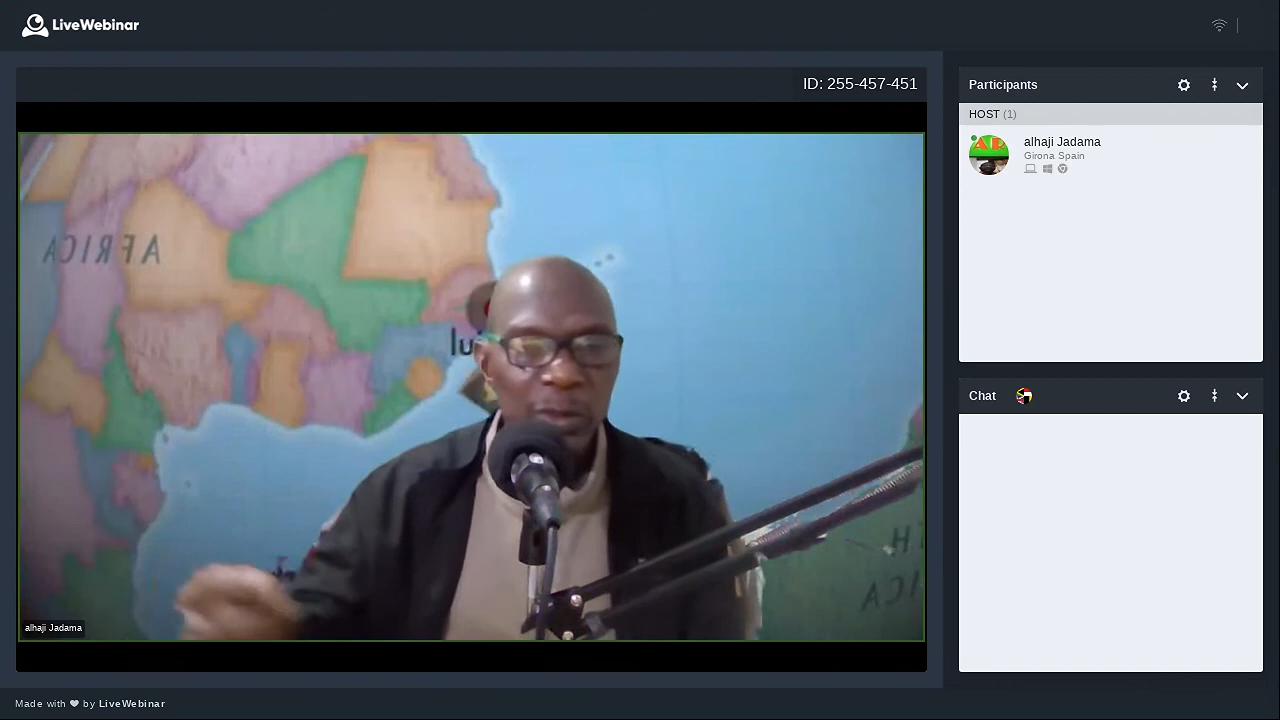 LiveWebinar
ID: 255-457-451
AFRICA
alhaji Jadama
Participants
HOST (1)
alhaji Jadama
Girona Spain
Chat
Made with ❤ by LiveWebinar